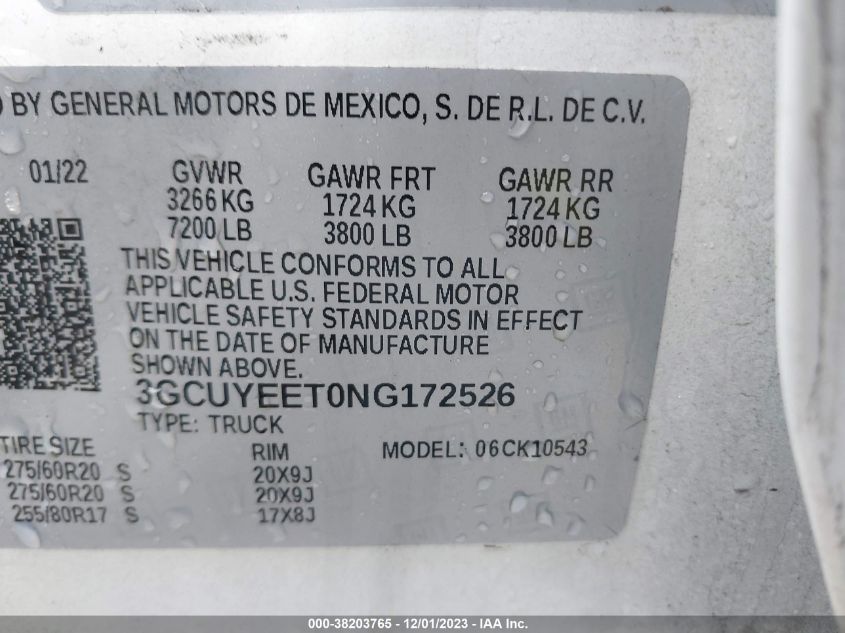 BY GENERAL MOTORS DE MEXICO, S. DE R.L. DE C.V.
01/22 GVWR GAWR FRT GAWR RR
3266 KG 1724 KG 1724 KG
7200 LB 3800 LB 3800 LB
THIS VEHICLE CONFORMS TO ALL
APPLICABLE U.S. FEDERAL MOTOR
VEHICLE SAFETY STANDARDS IN EFFECT
ON THE DATE OF MANUFACTURE
SHOWN ABOVE.
3GCUYEET0NG172526
TYPE: TRUCK
TIRE SIZE RIM MODEL: 06CK10543
275/60R20 S 20X9J
275/60R20 S 20X9J
255/80R17 S 17X8J
000-38203765 - 12/01/2023 - IAAI.com